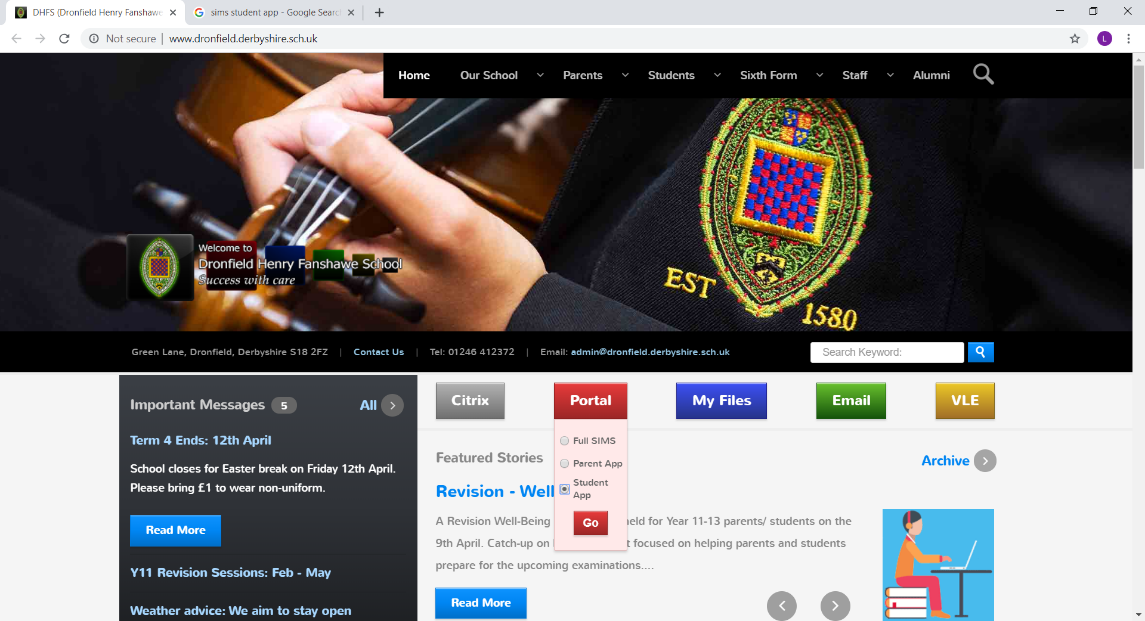 DHFS (Dronfield Henry Fanshawe
sims student app - Google Search
Not secure | www.dronfield.derbyshire.sch.uk
L
Home Our School Parents Students Sixth Form Staff Alumni
EST
1580
Welcome to
Dronfield Henry Fanshawe School
Success with care
Green Lane, Dronfield, Derbyshire S18 2FZ | Contact Us | Tel: 01246 412372 | Email: admin@dronfield.derbyshire.sch.uk
Search Keyword:
Important Messages 5 All
Term 4 Ends: 12th April
School closes for Easter break on Friday 12th April.
Please bring £1 to wear non-uniform.
Read More
Y11 Revision Sessions: Feb - May
Weather advice: We aim to stay open
Citrix Portal My Files Email VLE
Full SIMS
Parent App
Student
App
Go
Featured Stories
Archive
Revision - Well
A Revision Well-Being held for Year 11-13 parents/ students on the
9th April. Catch-up on focused on helping parents and students
prepare for the upcoming examinations....
Read More